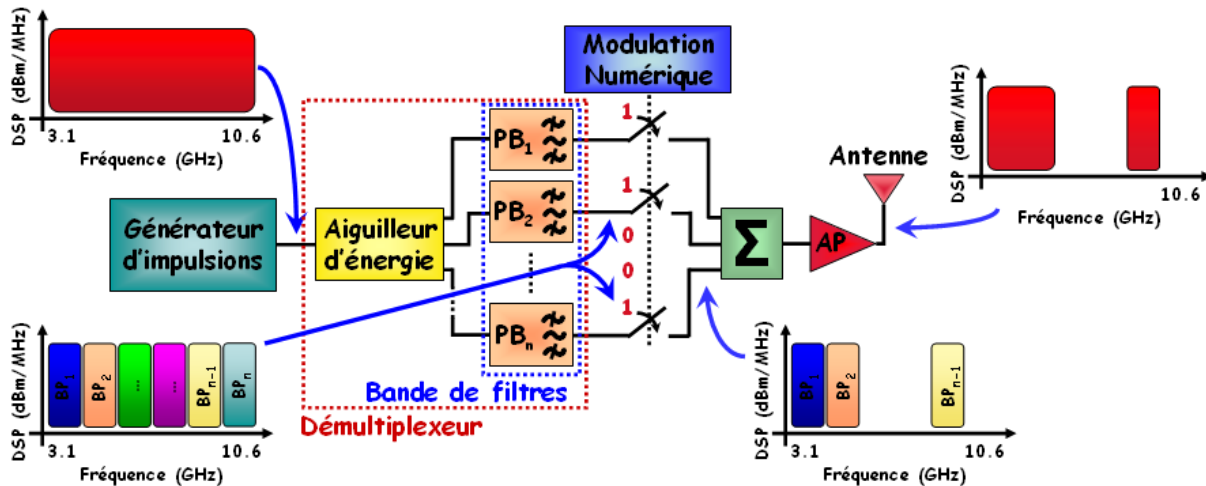 DSP (dBm/MHz)
3.1
10.6
Fréquence (GHz)
Modulation
Numérique
DSP (dBm/MHz)
10.6
Fréquence (GHz)
Générateur
d'impulsions
Aiguilleur
d'énergie
PB1
PB2
PBn
1
1
0
0
1
Σ
AP
Antenne
Bande de filtres
Démultiplexeur
DSP (dBm/MHz)
BP1
BP2
...
...
BPn-1
BPn
3.1
10.6
Fréquence (GHz)
DSP (dBm/MHz)
BP1
BP2
BPn-1
3.1
10.6
Fréquence (GHz)